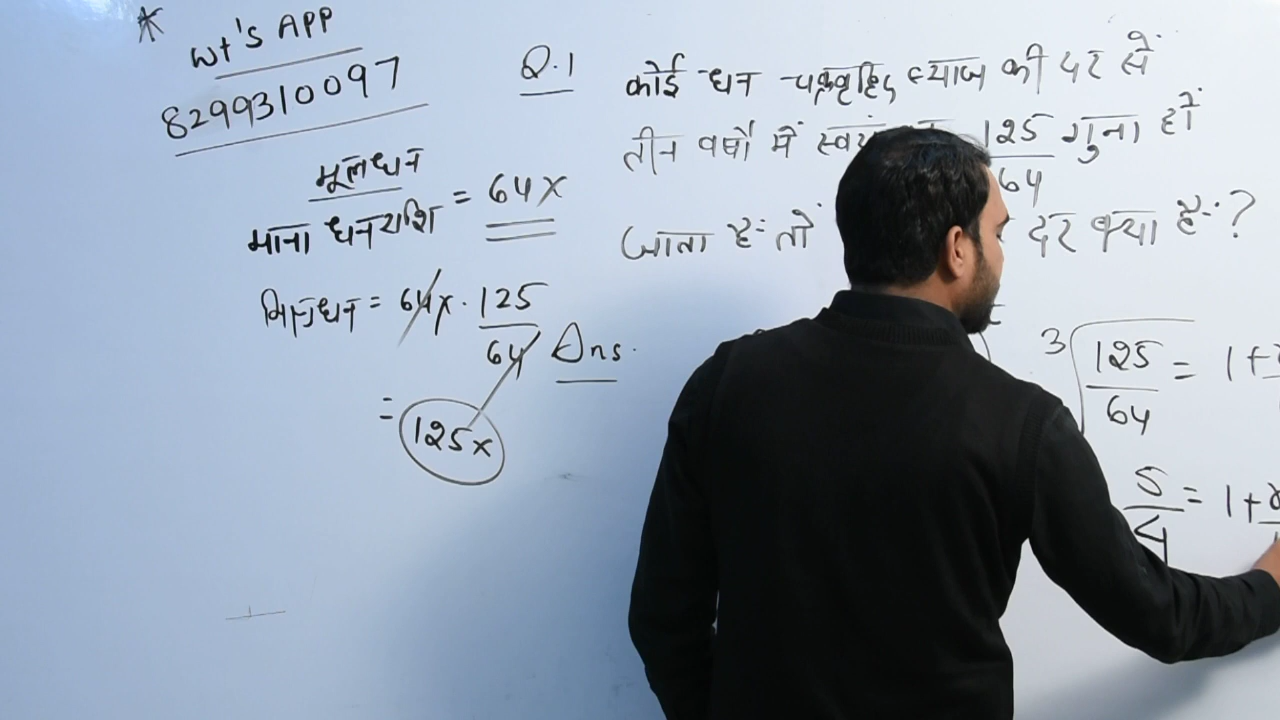 *
Wt's APP
8299310097
Q.1
कोई धन चक्रवृद्धि ब्याज की दर से
तीन वर्षों में 125/64 गुना हो
जाता है तो दर क्या है ?
मूलधन
माना धनराशि = 64x
मिश्रधन = 64x . 125/64 Ans.
= 125x
3√125/64 = 1+
5/4 = 1+